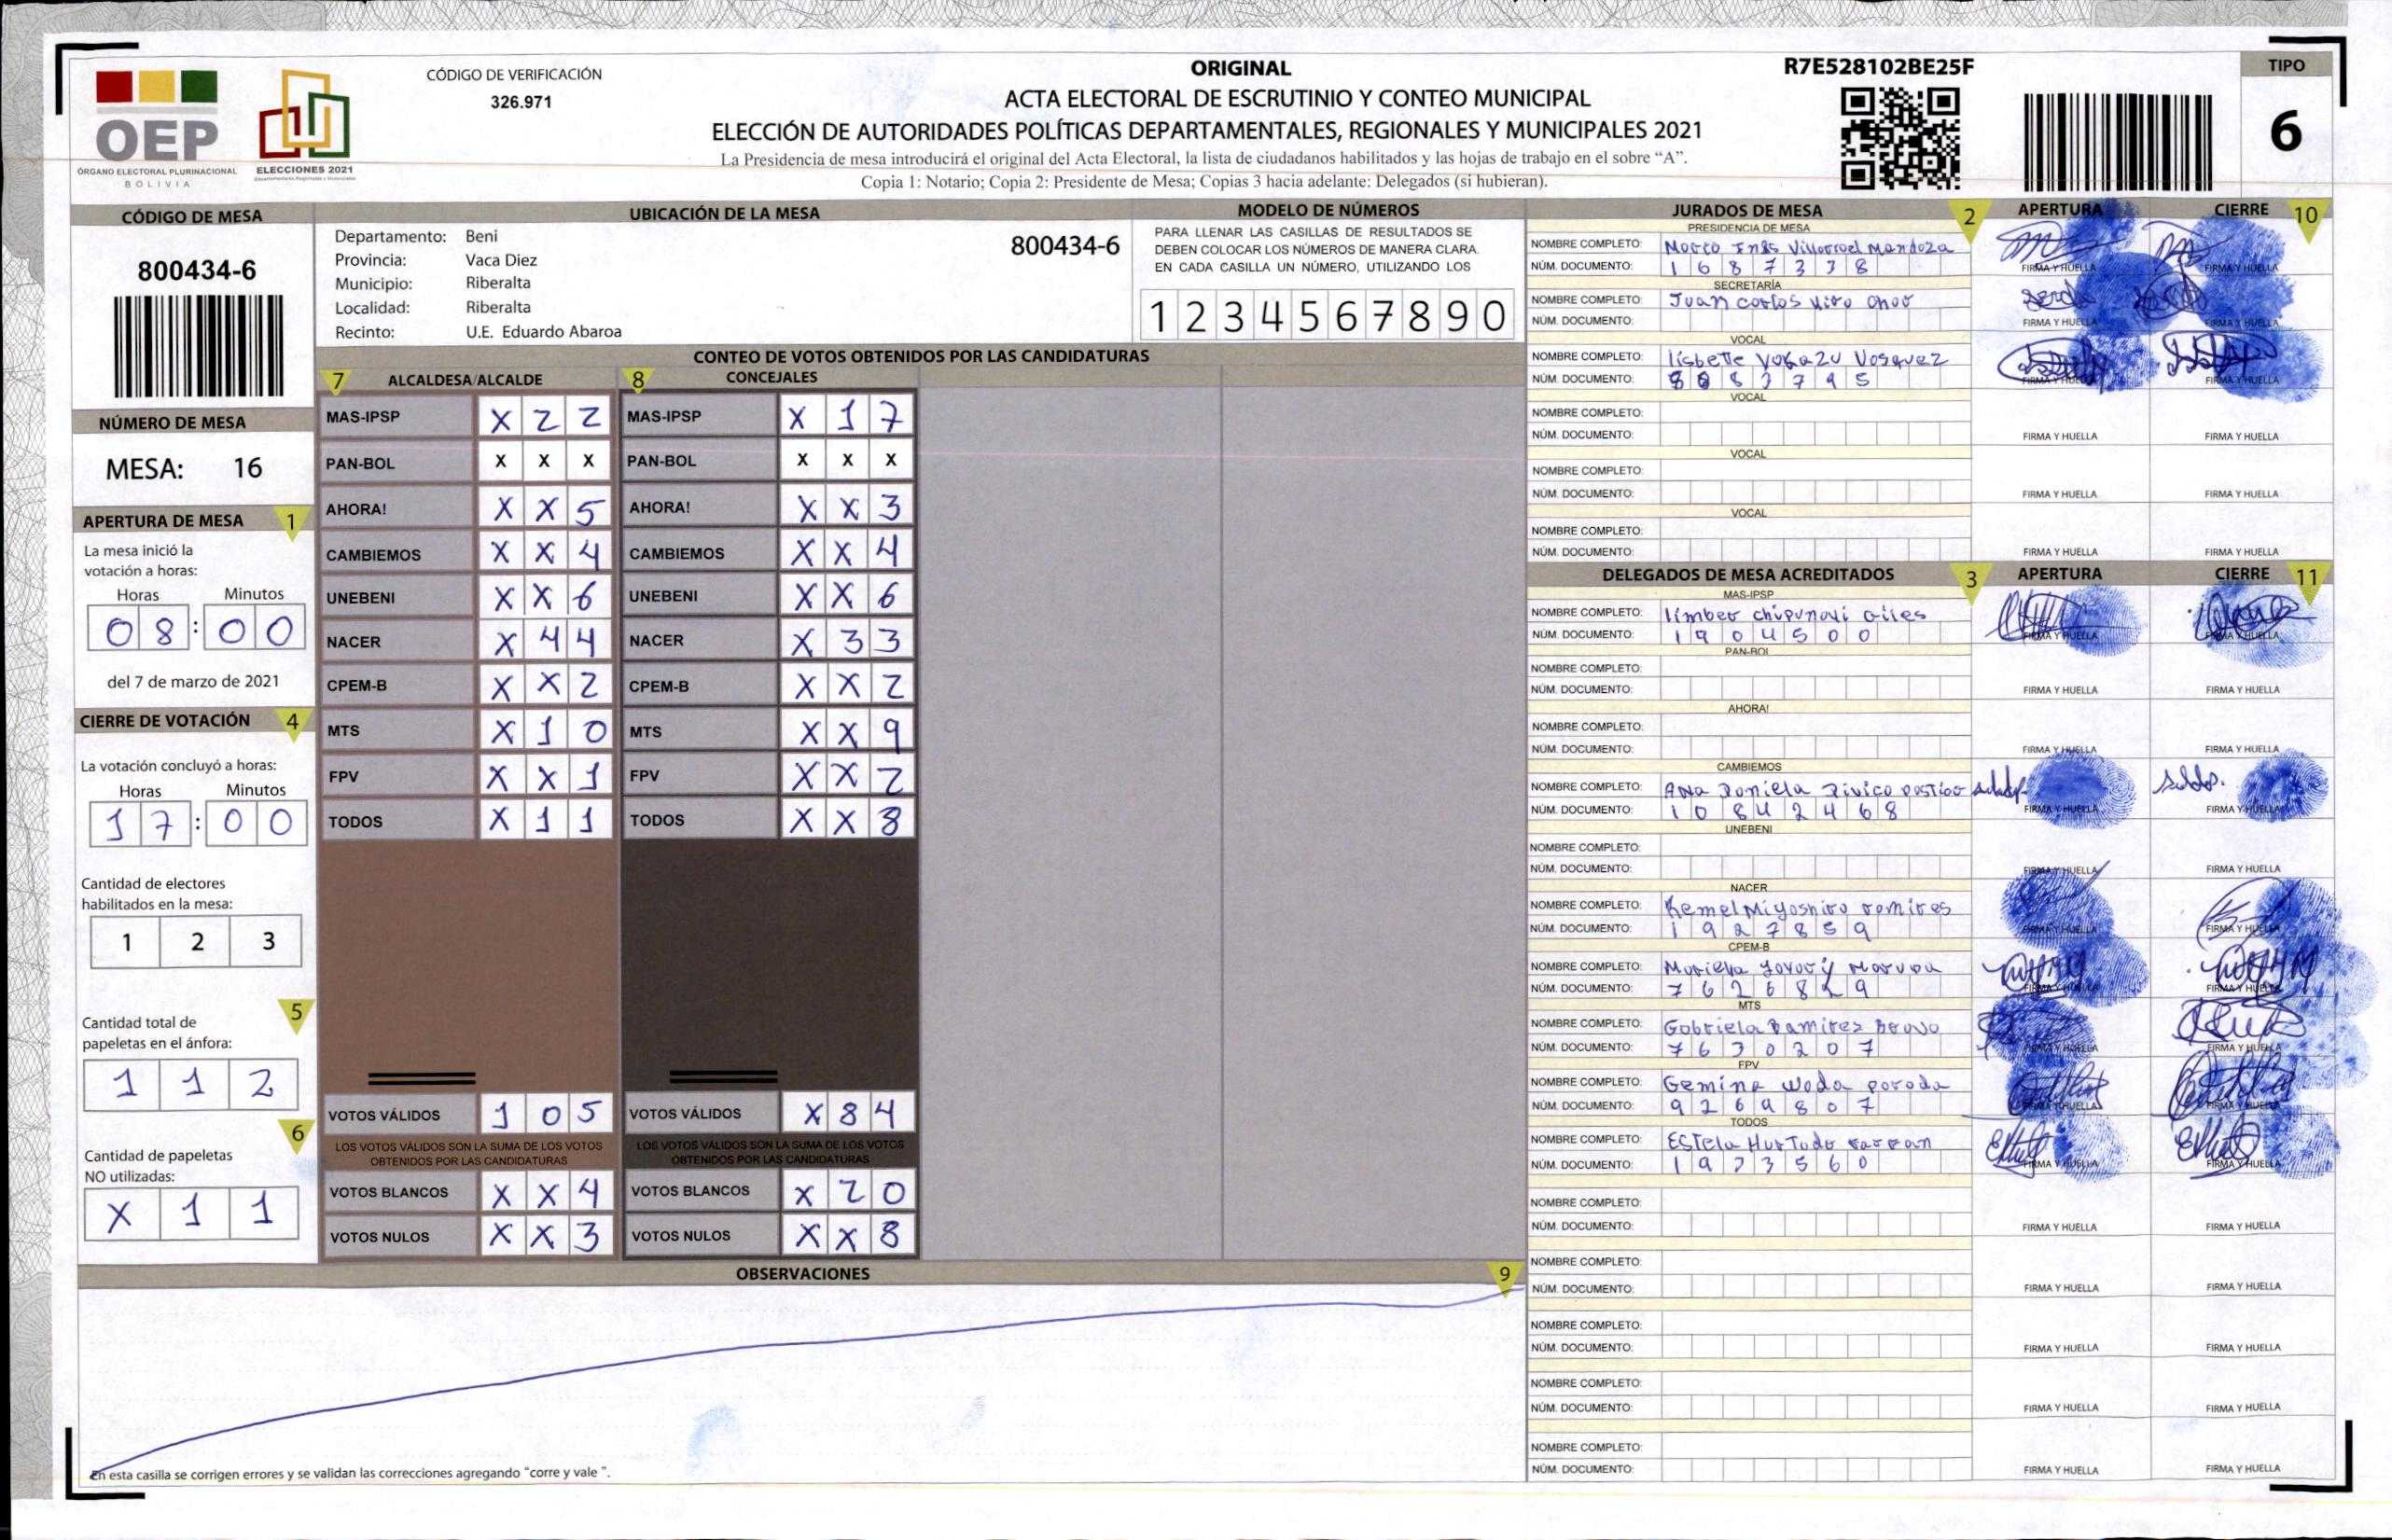 CÓDIGO DE VERIFICACIÓN
326.971
ORIGINAL
ACTA ELECTORAL DE ESCRUTINIO Y CONTEO MUNICIPAL
ELECCIÓN DE AUTORIDADES POLÍTICAS DEPARTAMENTALES, REGIONALES Y MUNICIPALES 2021
La Presidencia de mesa introducirá el original del Acta Electoral, la lista de ciudadanos habilitados y las hojas de trabajo en el sobre “A”.
Copia 1: Notario; Copia 2: Presidente de Mesa; Copias 3 hacia adelante: Delegados (si hubieran).
R7E528102BE25F
TIPO
6
OEP
ÓRGANO ELECTORAL PLURINACIONAL
BOLIVIA
ELECCIONES 2021
CÓDIGO DE MESA
800434-6
NÚMERO DE MESA
MESA: 16
APERTURA DE MESA 1
La mesa inició la
votación a horas:
Horas Minutos
08:00
del 7 de marzo de 2021
CIERRE DE VOTACIÓN 4
La votación concluyó a horas:
Horas Minutos
17:00
Cantidad de electores
habilitados en la mesa:
1 2 3
5
Cantidad total de
papeletas en el ánfora:
1 1 2
6
Cantidad de papeletas
NO utilizadas:
X 1 1
UBICACIÓN DE LA MESA
Departamento: Beni
800434-6
Provincia: Vaca Diez
Municipio: Riberalta
Localidad: Riberalta
Recinto: U.E. Eduardo Abaroa
MODELO DE NÚMEROS
PARA LLENAR LAS CASILLAS DE RESULTADOS SE
DEBEN COLOCAR LOS NÚMEROS DE MANERA CLARA
EN CADA CASILLA UN NÚMERO, UTILIZANDO LOS
1 2 3 4 5 6 7 8 9 0
CONTEO DE VOTOS OBTENIDOS POR LAS CANDIDATURAS
7 ALCALDESA/ALCALDE 8 CONCEJALES
MAS-IPSP X 2 2 MAS-IPSP X 1 7
PAN-BOL X X X PAN-BOL X X X
AHORA! X X 5 AHORA! X X 3
CAMBIEMOS X X 4 CAMBIEMOS X X 4
UNEBENI X X 6 UNEBENI X X 6
NACER X 4 4 NACER X 3 3
CPEM-B X X 2 CPEM-B X X 2
MTS X 1 0 MTS X X 9
FPV X X 1 FPV X X 2
TODOS X 1 1 TODOS X X 8
VOTOS VÁLIDOS 1 0 5 VOTOS VÁLIDOS X 8 4
LOS VOTOS VÁLIDOS SON LA SUMA DE LOS VOTOS LOS VOTOS VÁLIDOS SON LA SUMA DE LOS VOTOS
OBTENIDOS POR LAS CANDIDATURAS OBTENIDOS POR LAS CANDIDATURAS
VOTOS BLANCOS X X 4 VOTOS BLANCOS X 2 0
VOTOS NULOS X X 3 VOTOS NULOS X X 8
OBSERVACIONES 9
En esta casilla se corrigen errores y se validan las correcciones agregando “corre y vale ”.
JURADOS DE MESA 2 APERTURA CIERRE 10
PRESIDENCIA DE MESA
NOMBRE COMPLETO: Villarroel Mendoza
NÚM. DOCUMENTO: 1 6 8 7 3 3 8
FIRMA Y HUELLA FIRMA Y HUELLA
SECRETARÍA
NOMBRE COMPLETO: Juan Carlos
NÚM. DOCUMENTO:
FIRMA Y HUELLA FIRMA Y HUELLA
VOCAL
NOMBRE COMPLETO: lisbette Vasquez
NÚM. DOCUMENTO:
FIRMA Y HUELLA FIRMA Y HUELLA
VOCAL
NOMBRE COMPLETO:
NÚM. DOCUMENTO: FIRMA Y HUELLA FIRMA Y HUELLA
VOCAL
NOMBRE COMPLETO:
NÚM. DOCUMENTO: FIRMA Y HUELLA FIRMA Y HUELLA
VOCAL
NOMBRE COMPLETO:
NÚM. DOCUMENTO: FIRMA Y HUELLA FIRMA Y HUELLA
DELEGADOS DE MESA ACREDITADOS 3 APERTURA CIERRE 11
MAS-IPSP
NOMBRE COMPLETO: limber
NÚM. DOCUMENTO: 1 9 0 4 5 0 0
FIRMA Y HUELLA FIRMA Y HUELLA
PAN-BOL
NOMBRE COMPLETO:
NÚM. DOCUMENTO: FIRMA Y HUELLA FIRMA Y HUELLA
AHORA!
NOMBRE COMPLETO:
NÚM. DOCUMENTO: FIRMA Y HUELLA FIRMA Y HUELLA
CAMBIEMOS
NOMBRE COMPLETO: Ana Daniela
NÚM. DOCUMENTO: 1 0 8 4 2 4 6 8 FIRMA Y HUELLA FIRMA Y HUELLA
UNEBENI
NOMBRE COMPLETO:
NÚM. DOCUMENTO: FIRMA Y HUELLA FIRMA Y HUELLA
NACER
NOMBRE COMPLETO: Kemel Miyoshiro ramires
NÚM. DOCUMENTO: 1 9 2 7 8 5 9 FIRMA Y HUELLA FIRMA Y HUELLA
CPEM-B
NOMBRE COMPLETO:
NÚM. DOCUMENTO: 7 6 2 6 8 2 9 FIRMA Y HUELLA FIRMA Y HUELLA
MTS
NOMBRE COMPLETO: Gabriela Ramirez
NÚM. DOCUMENTO: 7 6 3 0 2 0 7 FIRMA Y HUELLA FIRMA Y HUELLA
FPV
NOMBRE COMPLETO: Gemina
NÚM. DOCUMENTO: 9 2 6 9 8 0 7 FIRMA Y HUELLA FIRMA Y HUELLA
TODOS
NOMBRE COMPLETO: Estela Hurtado
NÚM. DOCUMENTO: 1 9 2 3 5 6 0 FIRMA Y HUELLA FIRMA Y HUELLA
NOMBRE COMPLETO:
NÚM. DOCUMENTO: FIRMA Y HUELLA FIRMA Y HUELLA
NOMBRE COMPLETO:
NÚM. DOCUMENTO: FIRMA Y HUELLA FIRMA Y HUELLA
NOMBRE COMPLETO:
NÚM. DOCUMENTO: FIRMA Y HUELLA FIRMA Y HUELLA
NOMBRE COMPLETO:
NÚM. DOCUMENTO: FIRMA Y HUELLA FIRMA Y HUELLA
NOMBRE COMPLETO:
NÚM. DOCUMENTO: FIRMA Y HUELLA FIRMA Y HUELLA